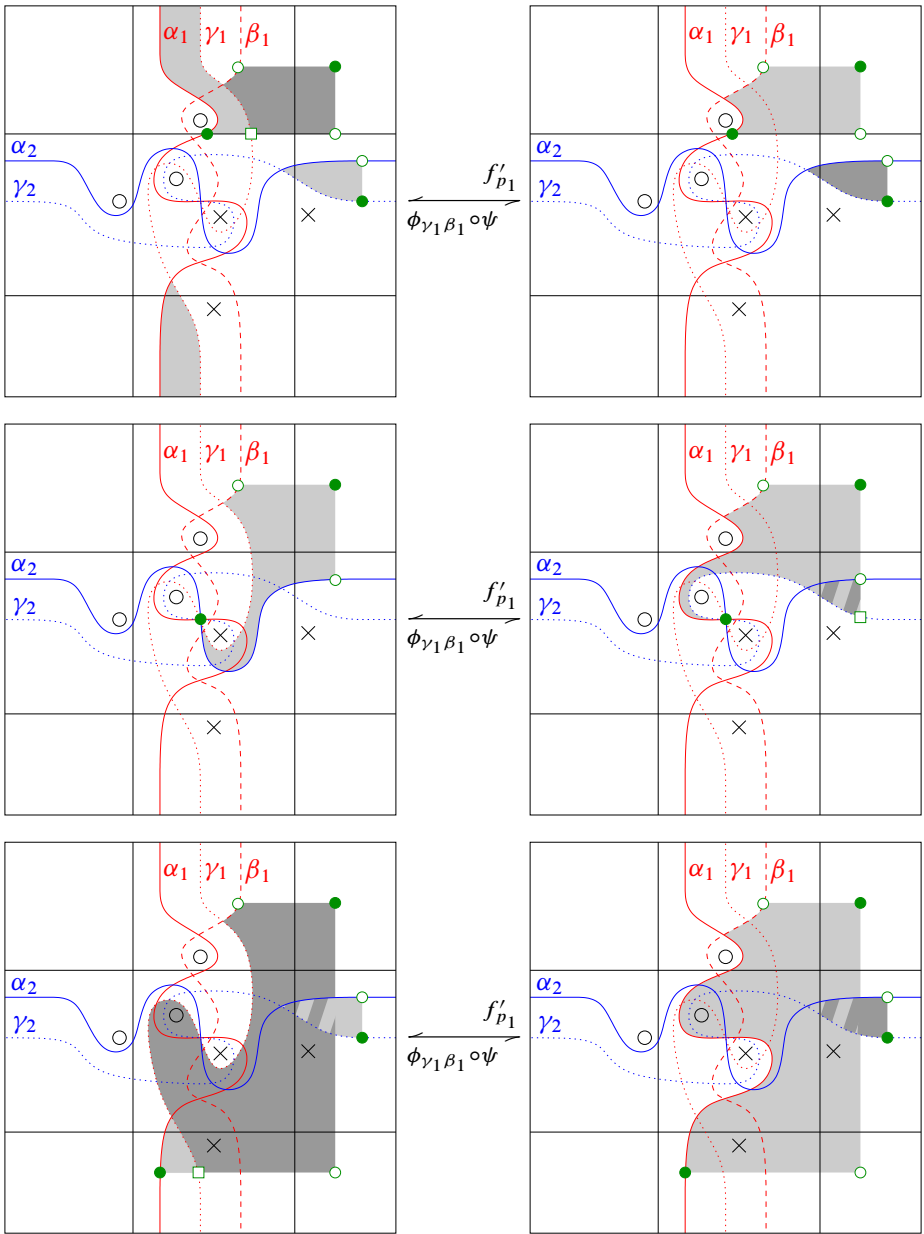 α₁ γ₁ β₁
α₂
γ₂
f′ₚ₁
ϕγ₁β₁ ∘ ψ
α₁ γ₁ β₁
α₂
γ₂
α₁ γ₁ β₁
α₂
γ₂
f′ₚ₁
ϕγ₁β₁ ∘ ψ
α₁ γ₁ β₁
α₂
γ₂
α₁ γ₁ β₁
α₂
γ₂
f′ₚ₁
ϕγ₁β₁ ∘ ψ
α₁ γ₁ β₁
α₂
γ₂